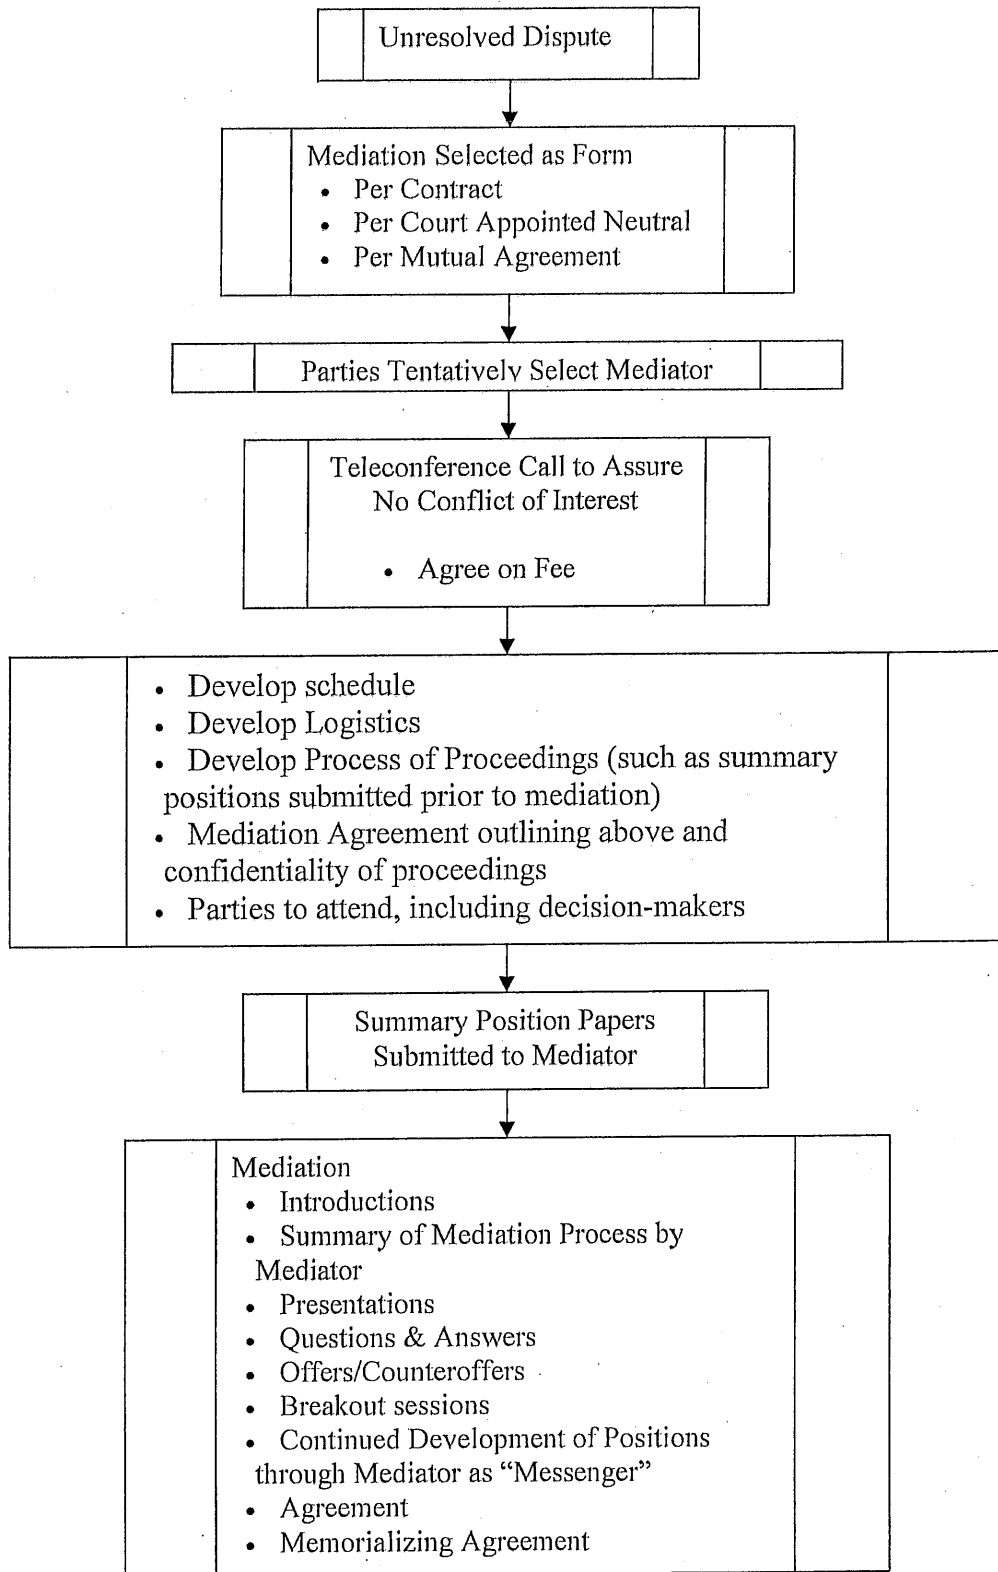 Unresolved Dispute
Mediation Selected as Form
• Per Contract
• Per Court Appointed Neutral
• Per Mutual Agreement
Parties Tentatively Select Mediator
Teleconference Call to Assure
No Conflict of Interest
• Agree on Fee
• Develop schedule
• Develop Logistics
• Develop Process of Proceedings (such as summary
positions submitted prior to mediation)
• Mediation Agreement outlining above and
confidentiality of proceedings
• Parties to attend, including decision-makers
Summary Position Papers
Submitted to Mediator
Mediation
• Introductions
• Summary of Mediation Process by
Mediator
• Presentations
• Questions & Answers
• Offers/Counteroffers
• Breakout sessions
• Continued Development of Positions
through Mediator as “Messenger”
• Agreement
• Memorializing Agreement